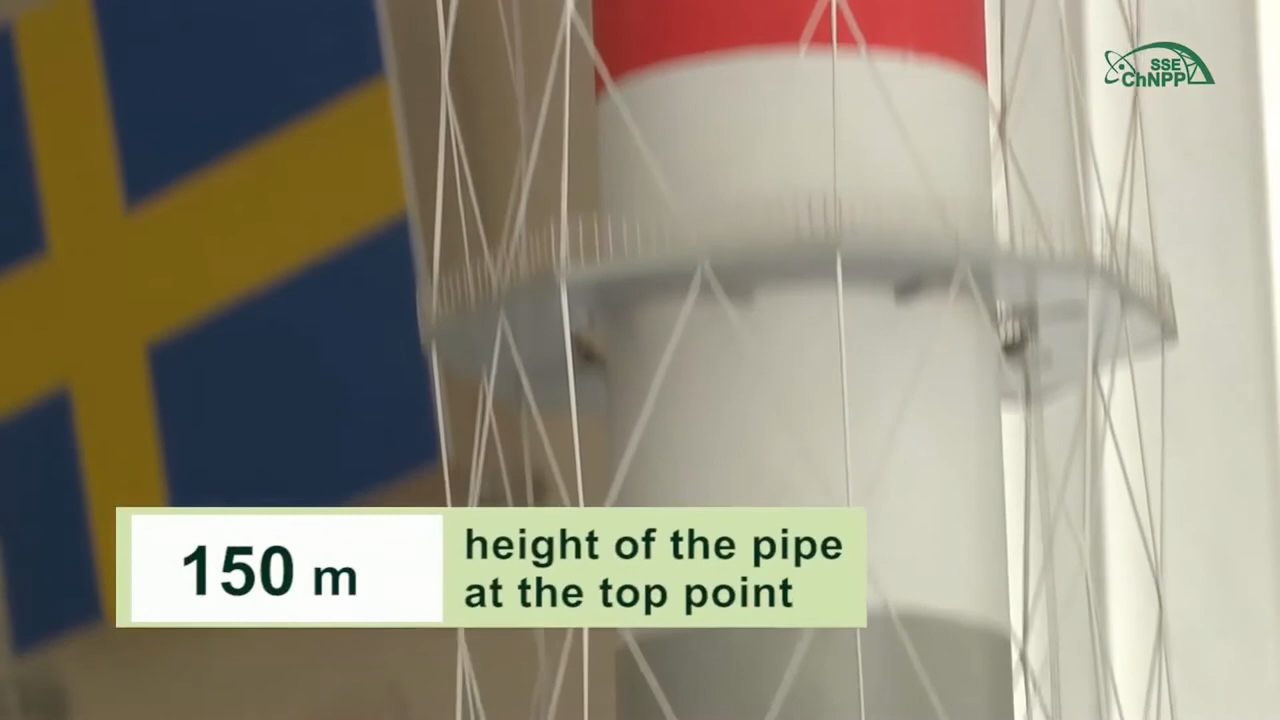 SSE
ChNPP
150 m
height of the pipe
at the top point